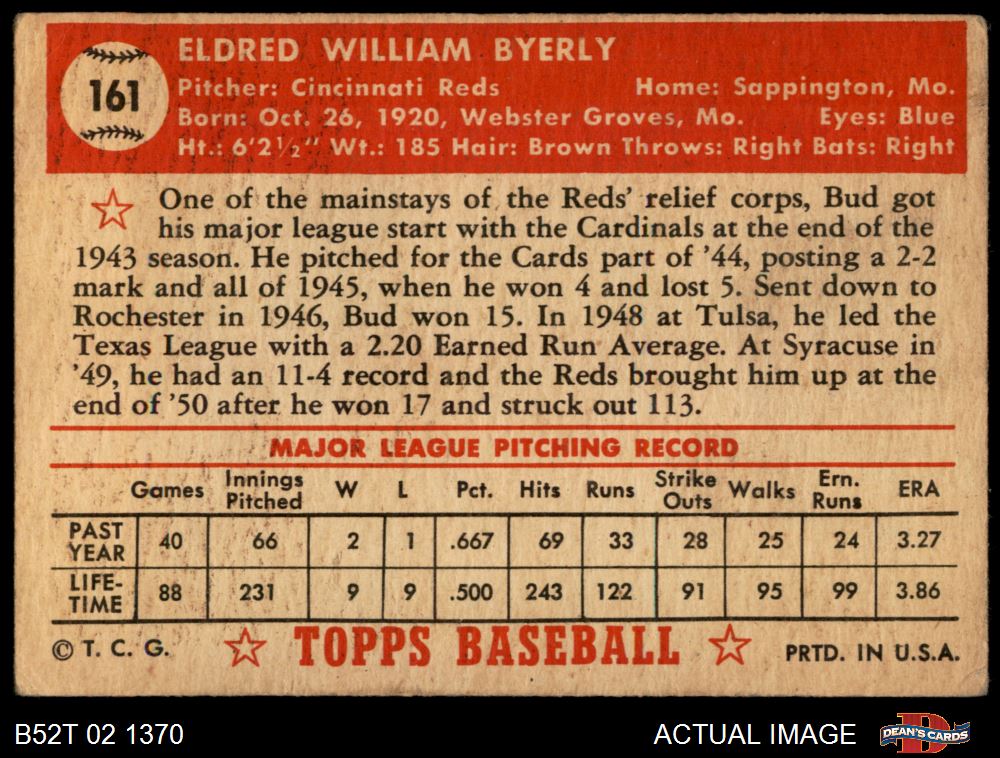 161
ELDRED WILLIAM BYERLY
Pitcher: Cincinnati Reds Home: Sappington, Mo.
Born: Oct. 26, 1920, Webster Groves, Mo. Eyes: Blue
Ht.: 6'2½" Wt.: 185 Hair: Brown Throws: Right Bats: Right
One of the mainstays of the Reds' relief corps, Bud got
his major league start with the Cardinals at the end of the
1943 season. He pitched for the Cards part of '44, posting a 2-2
mark and all of 1945, when he won 4 and lost 5. Sent down to
Rochester in 1946, Bud won 15. In 1948 at Tulsa, he led the
Texas League with a 2.20 Earned Run Average. At Syracuse in
'49, he had an 11-4 record and the Reds brought him up at the
end of '50 after he won 17 and struck out 113.
MAJOR LEAGUE PITCHING RECORD
Games Innings Pitched W L Pct. Hits Runs Strike Outs Walks Ern. Runs ERA
PAST YEAR 40 66 2 1 .667 69 33 28 25 24 3.27
LIFE-TIME 88 231 9 9 .500 243 122 91 95 99 3.86
© T. C. G. TOPPS BASEBALL PRTD. IN U.S.A.
B52T 02 1370 ACTUAL IMAGE DEAN'S CARDS